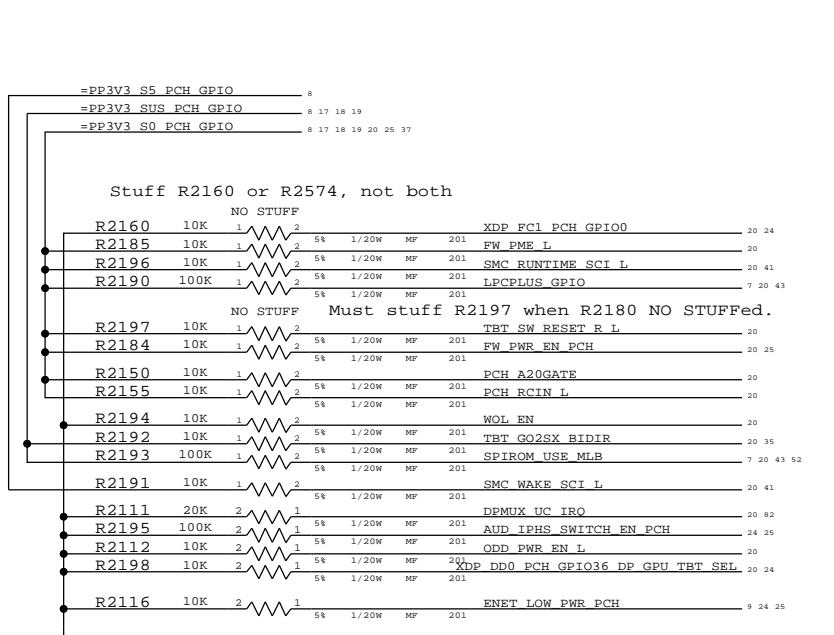 =PP3V3_S5_PCH_GPIO 8
=PP3V3_SUS_PCH_GPIO 8 17 18 19
=PP3V3_S0_PCH_GPIO 8 17 18 19 20 25 37
Stuff R2160 or R2574, not both
NO STUFF
R2160 10K 1 2 XDP_FC1_PCH_GPIO0 20 24
5% 1/20W MF 201
R2185 10K 1 2 FW_PME_L 20
5% 1/20W MF 201
R2196 10K 1 2 SMC_RUNTIME_SCI_L 20 41
5% 1/20W MF 201
R2190 100K 1 2 LPCPLUS_GPIO 7 20 43
5% 1/20W MF 201
NO STUFF Must stuff R2197 when R2180 NO STUFFed.
R2197 10K 1 2 TBT_SW_RESET_R_L 20
5% 1/20W MF 201
R2184 10K 1 2 FW_PWR_EN_PCH 20 25
5% 1/20W MF 201
R2150 10K 1 2 PCH_A20GATE 20
5% 1/20W MF 201
R2155 10K 1 2 PCH_RCIN_L 20
5% 1/20W MF 201
R2194 10K 1 2 WOL_EN 20
5% 1/20W MF 201
R2192 10K 1 2 TBT_GO2SX_BIDIR 20 35
5% 1/20W MF 201
R2193 100K 1 2 SPIROM_USE_MLB 7 20 43 52
5% 1/20W MF 201
R2191 10K 1 2 SMC_WAKE_SCI_L 20 41
5% 1/20W MF 201
R2111 20K 2 1 DPMUX_UC_IRQ 20 82
5% 1/20W MF 201
R2195 100K 2 1 AUD_IPHS_SWITCH_EN_PCH 24 25
5% 1/20W MF 201
R2112 10K 2 1 ODD_PWR_EN_L 20
5% 1/20W MF 201
R2198 10K 2 1 XDP_DD0_PCH_GPIO36_DP_GPU_TBT_SEL 20 24
5% 1/20W MF 201
R2116 10K 2 1 ENET_LOW_PWR_PCH 9 24 25
5% 1/20W MF 201